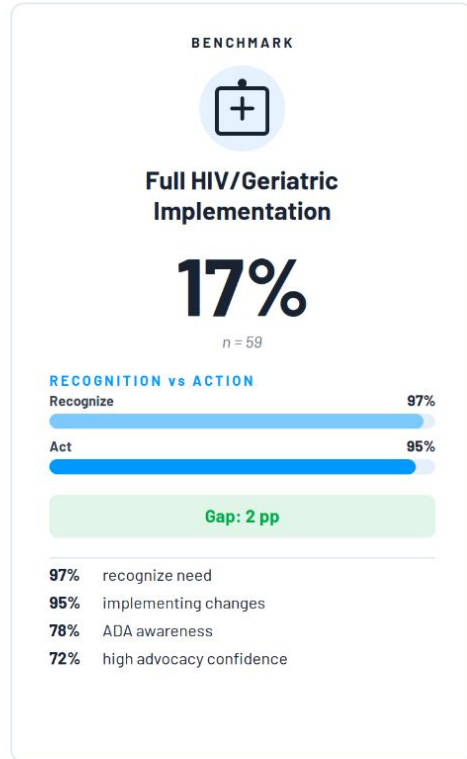 BENCHMARK
Full HIV/Geriatric
Implementation
17%
n = 59
RECOGNITION vs ACTION
Recognize 97%
Act 95%
Gap: 2 pp
97% recognize need
95% implementing changes
78% ADA awareness
72% high advocacy confidence